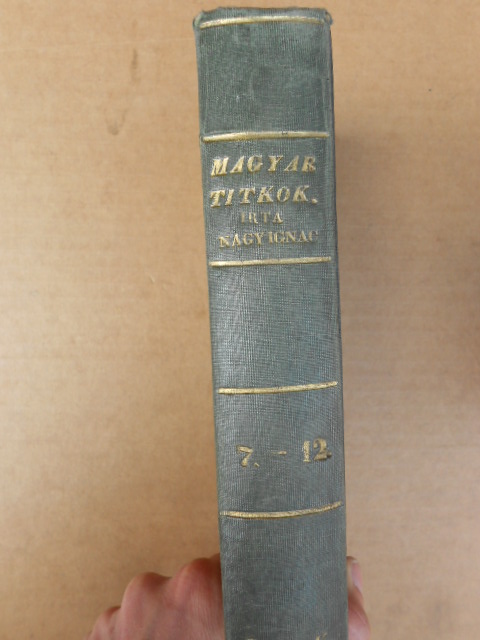 MAGYAR
TITKOK.
IRTA
NAGY IGNAC
7. – 12.